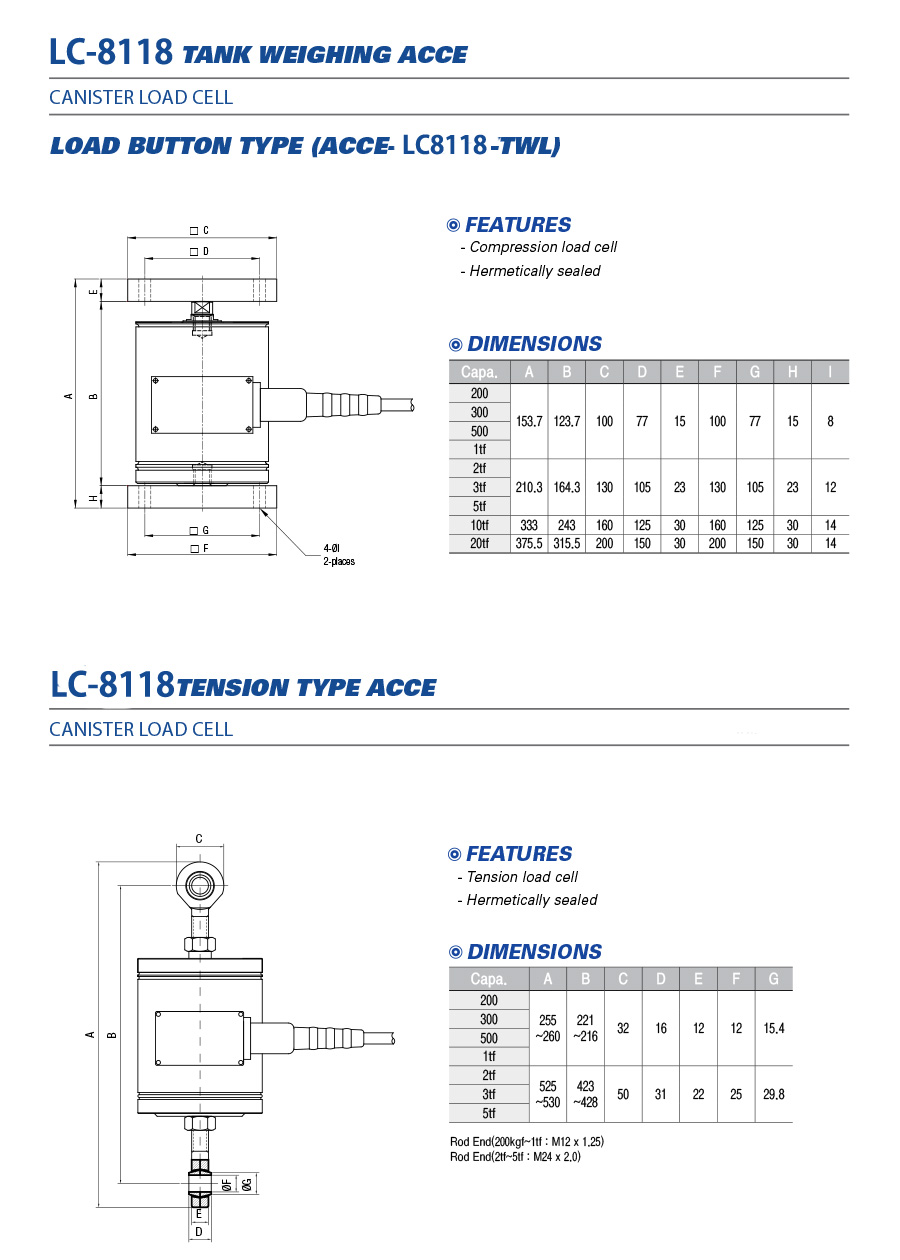 LC-8118 TANK WEIGHING ACCE
CANISTER LOAD CELL
LOAD BUTTON TYPE (ACCE- LC8118-TWL)
□ C
□ D
E
A
B
H
□ G
□ F
4-ØI
2-places
FEATURES
- Compression load cell
- Hermetically sealed
DIMENSIONS
Capa. A B C D E F G H I
200
300
500
1tf
153.7 123.7 100 77 15 100 77 15 8
2tf
3tf
5tf
210.3 164.3 130 105 23 130 105 23 12
10tf 333 243 160 125 30 160 125 30 14
20tf 375.5 315.5 200 150 30 200 150 30 14
LC-8118 TENSION TYPE ACCE
CANISTER LOAD CELL
C
A
B
ØF
ØG
E
D
FEATURES
- Tension load cell
- Hermetically sealed
DIMENSIONS
Capa. A B C D E F G
200
300
500
1tf
255 221
~260 ~216
32 16 12 12 15.4
2tf
3tf
5tf
525 423
~530 ~428
50 31 22 25 29.8
Rod End(200kgf~1tf : M12 x 1.25)
Rod End(2tf~5tf : M24 x 2.0)